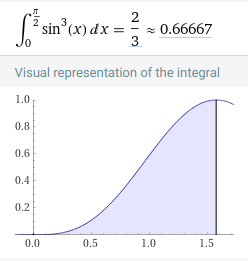 ∫₀^(π/2) sin³(x) dx = 2/3 ≈ 0.66667
Visual representation of the integral
1.0
0.8
0.6
0.4
0.2
0.0 0.5 1.0 1.5